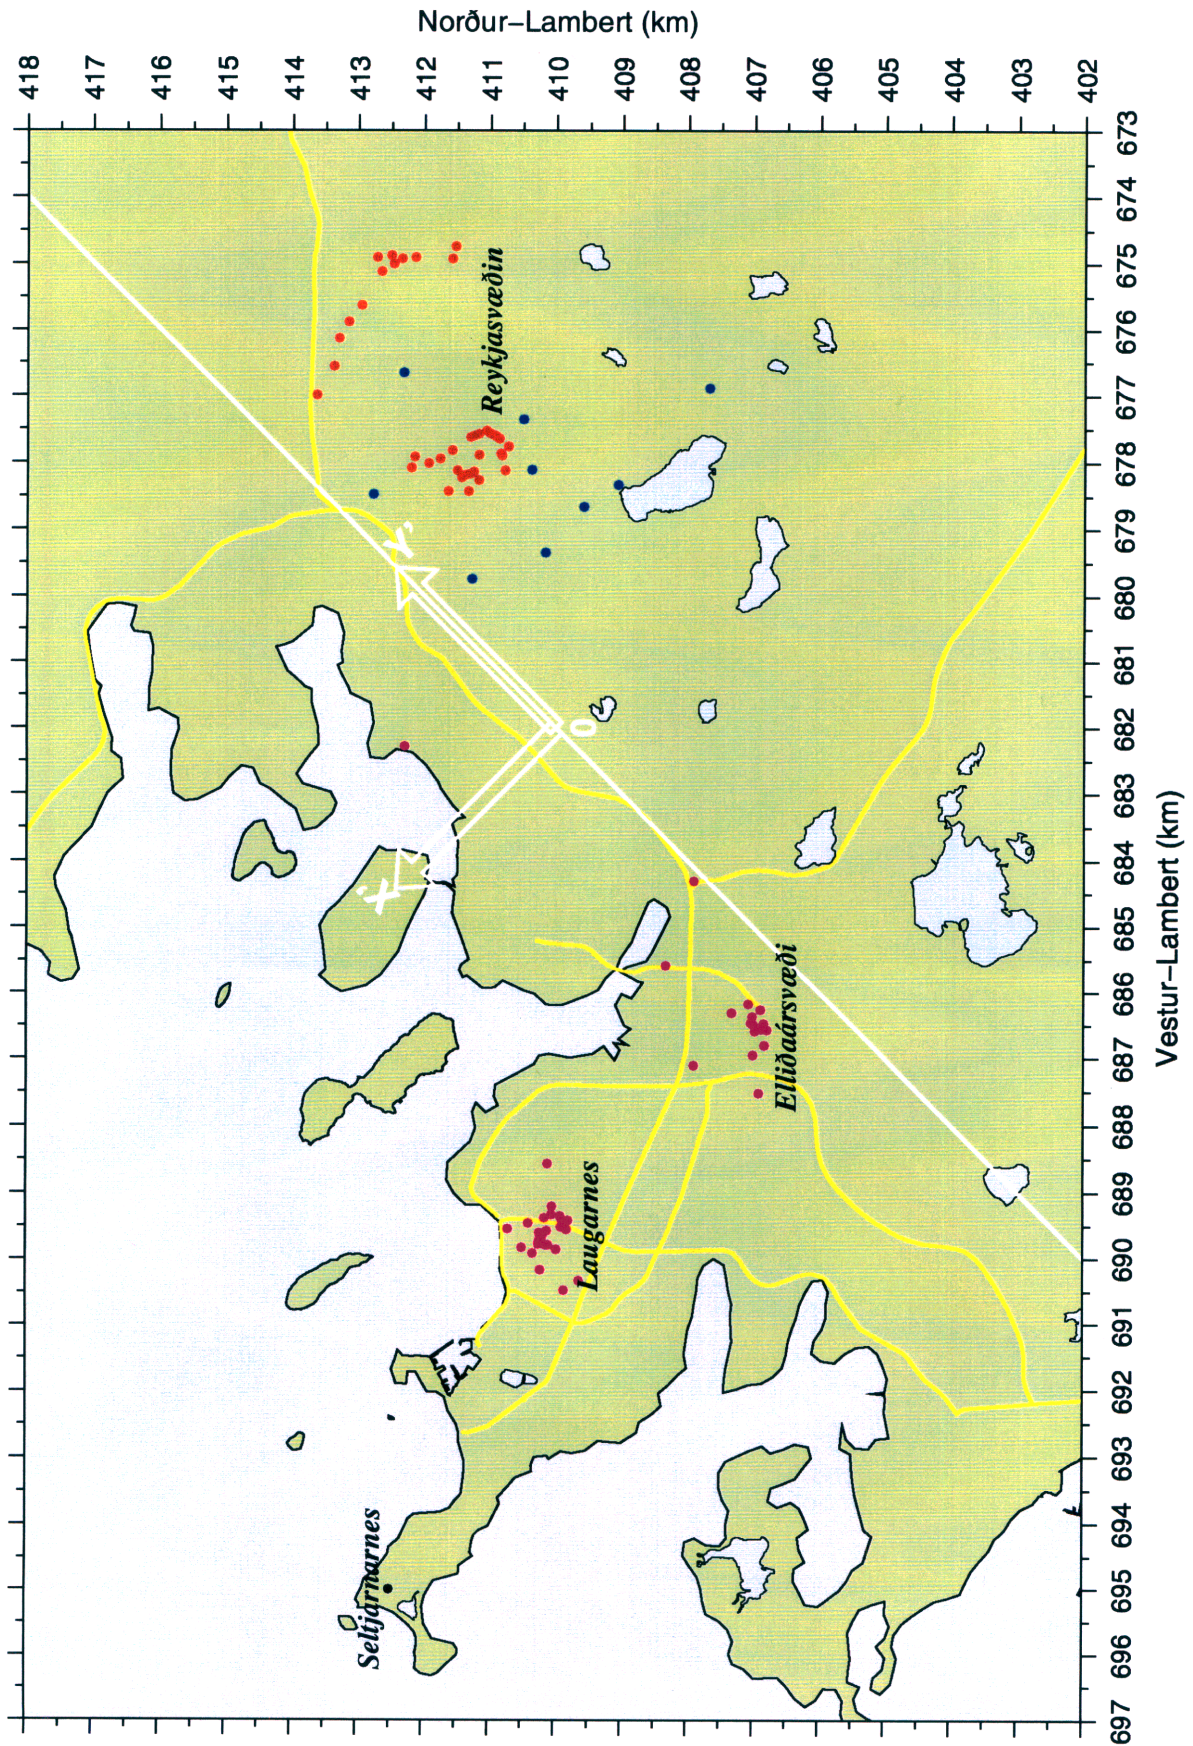 Norður–Lambert (km)
418 417 416 415 414 413 412 411 410 409 408 407 406 405 404 403 402
673
674
675
676
677
678
679
680
681
682
683
684
685
686
687
688
689
690
691
692
693
694
695
696
697
Vestur–Lambert (km)
Reykjasvæðin
y'
0
x'
Elliðaársvæði
Laugarnes
Seltjarnarnes